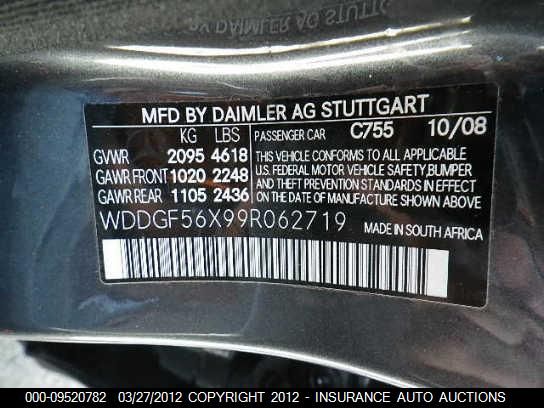 MFD BY DAIMLER AG STUTTGART
KG LBS PASSENGER CAR C755 10/08
GVWR 2095 4618
GAWR FRONT 1020 2248
GAWR REAR 1105 2436
THIS VEHICLE CONFORMS TO ALL APPLICABLE
U.S. FEDERAL MOTOR VEHICLE SAFETY, BUMPER
AND THEFT PREVENTION STANDARDS IN EFFECT
ON THE DATE OF MANUFACTURE SHOWN ABOVE.
WDDGF56X99R062719 MADE IN SOUTH AFRICA
000-09520782 03/27/2012 COPYRIGHT 2012 - INSURANCE AUTO AUCTIONS